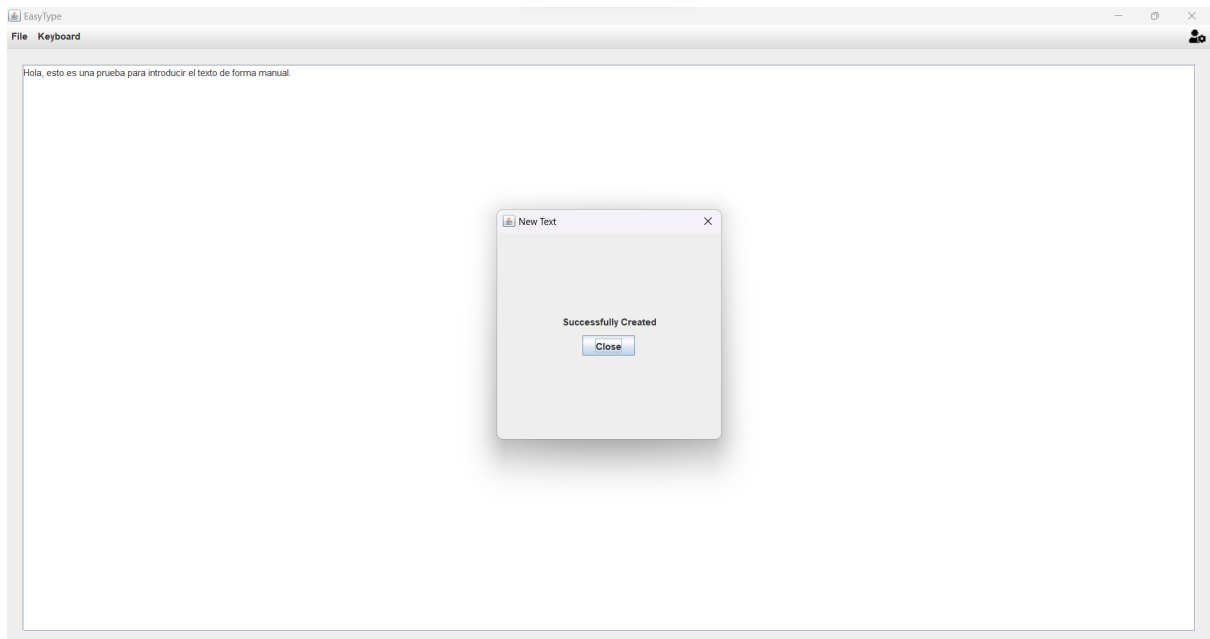 EasyType
File Keyboard
Hola, esto es una prueba para introducir el texto de forma manual.
New Text
Successfully Created
Close